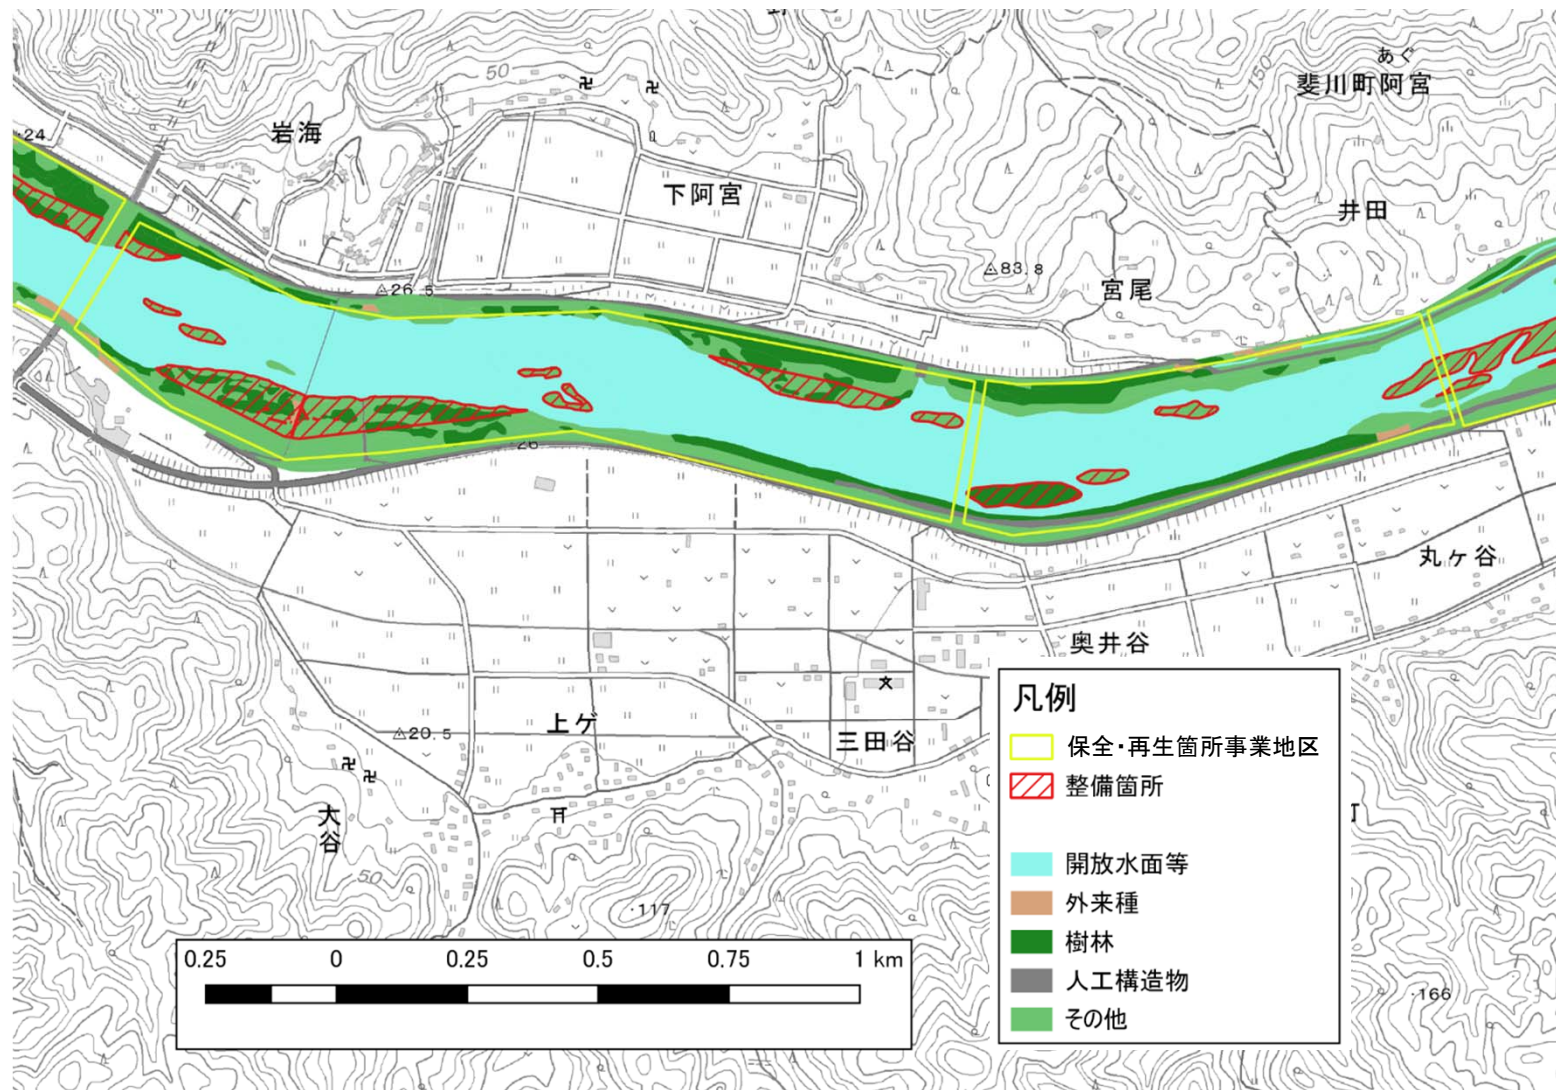 あぐ
斐川町阿宮
50
150
岩海
24
下阿宮
井田
83.8
宮尾
26.5
26
丸ヶ谷
奥井谷
上ゲ
20.5
三田谷
大谷
50
117
166
凡例
保全・再生箇所事業地区
整備箇所
開放水面等
外来種
樹林
人工構造物
その他
0.25 0 0.25 0.5 0.75 1 km